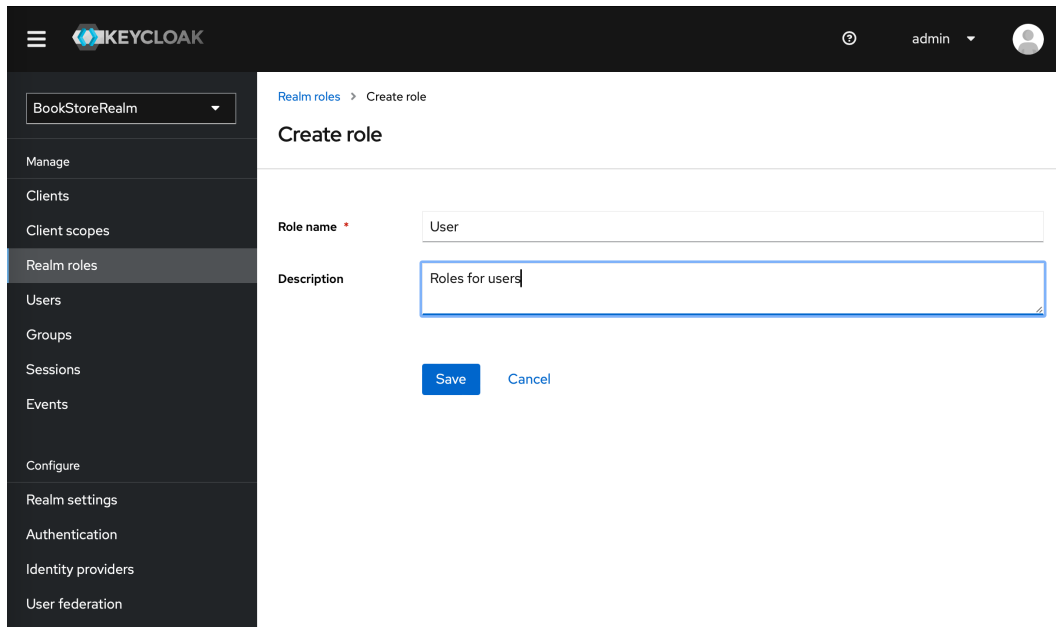 KEYCLOAK
admin
BookStoreRealm
Manage
Clients
Client scopes
Realm roles
Users
Groups
Sessions
Events
Configure
Realm settings
Authentication
Identity providers
User federation
Realm roles > Create role
Create role
Role name *
User
Description
Roles for users
Save Cancel